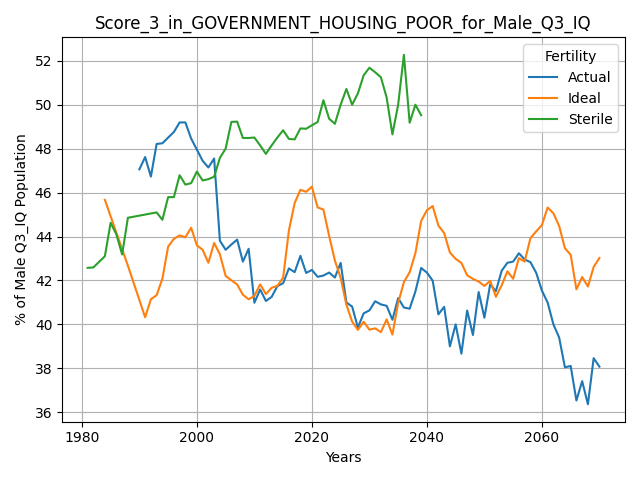 Score_3_in_GOVERNMENT_HOUSING_POOR_for_Male_Q3_IQ
% of Male Q3_IQ Population
52
50
48
46
44
42
40
38
36
Fertility
Actual
Ideal
Sterile
1980 2000 2020 2040 2060
Years